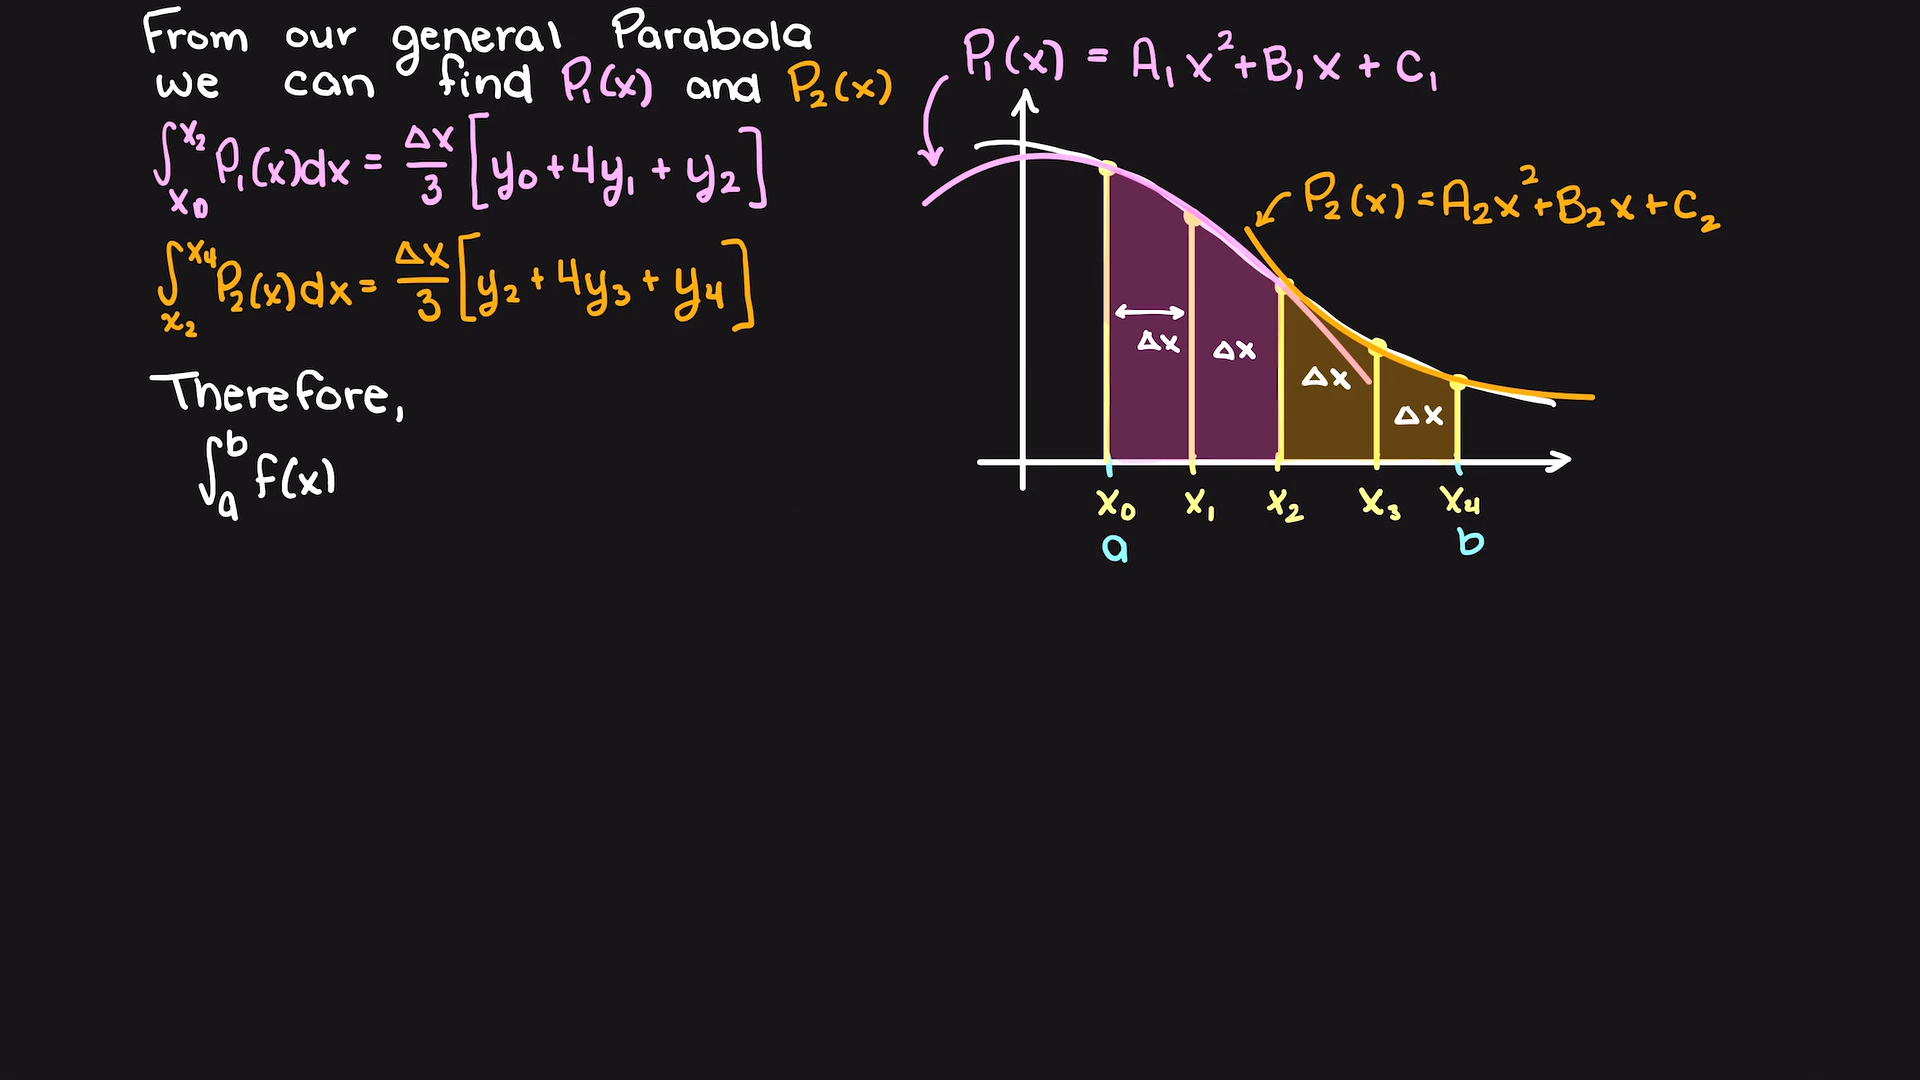 From our general Parabola
we can find P₁(x) and P₂(x)
∫_{x₀}^{x₂} P₁(x)dx = Δx/3 [y₀ + 4y₁ + y₂]
∫_{x₂}^{x₄} P₂(x)dx = Δx/3 [y₂ + 4y₃ + y₄]
Therefore,
∫_{a}^{b} f(x)
P₁(x) = A₁x² + B₁x + C₁
P₂(x) = A₂x² + B₂x + C₂
Δx Δx Δx Δx
x₀ x₁ x₂ x₃ x₄
a b